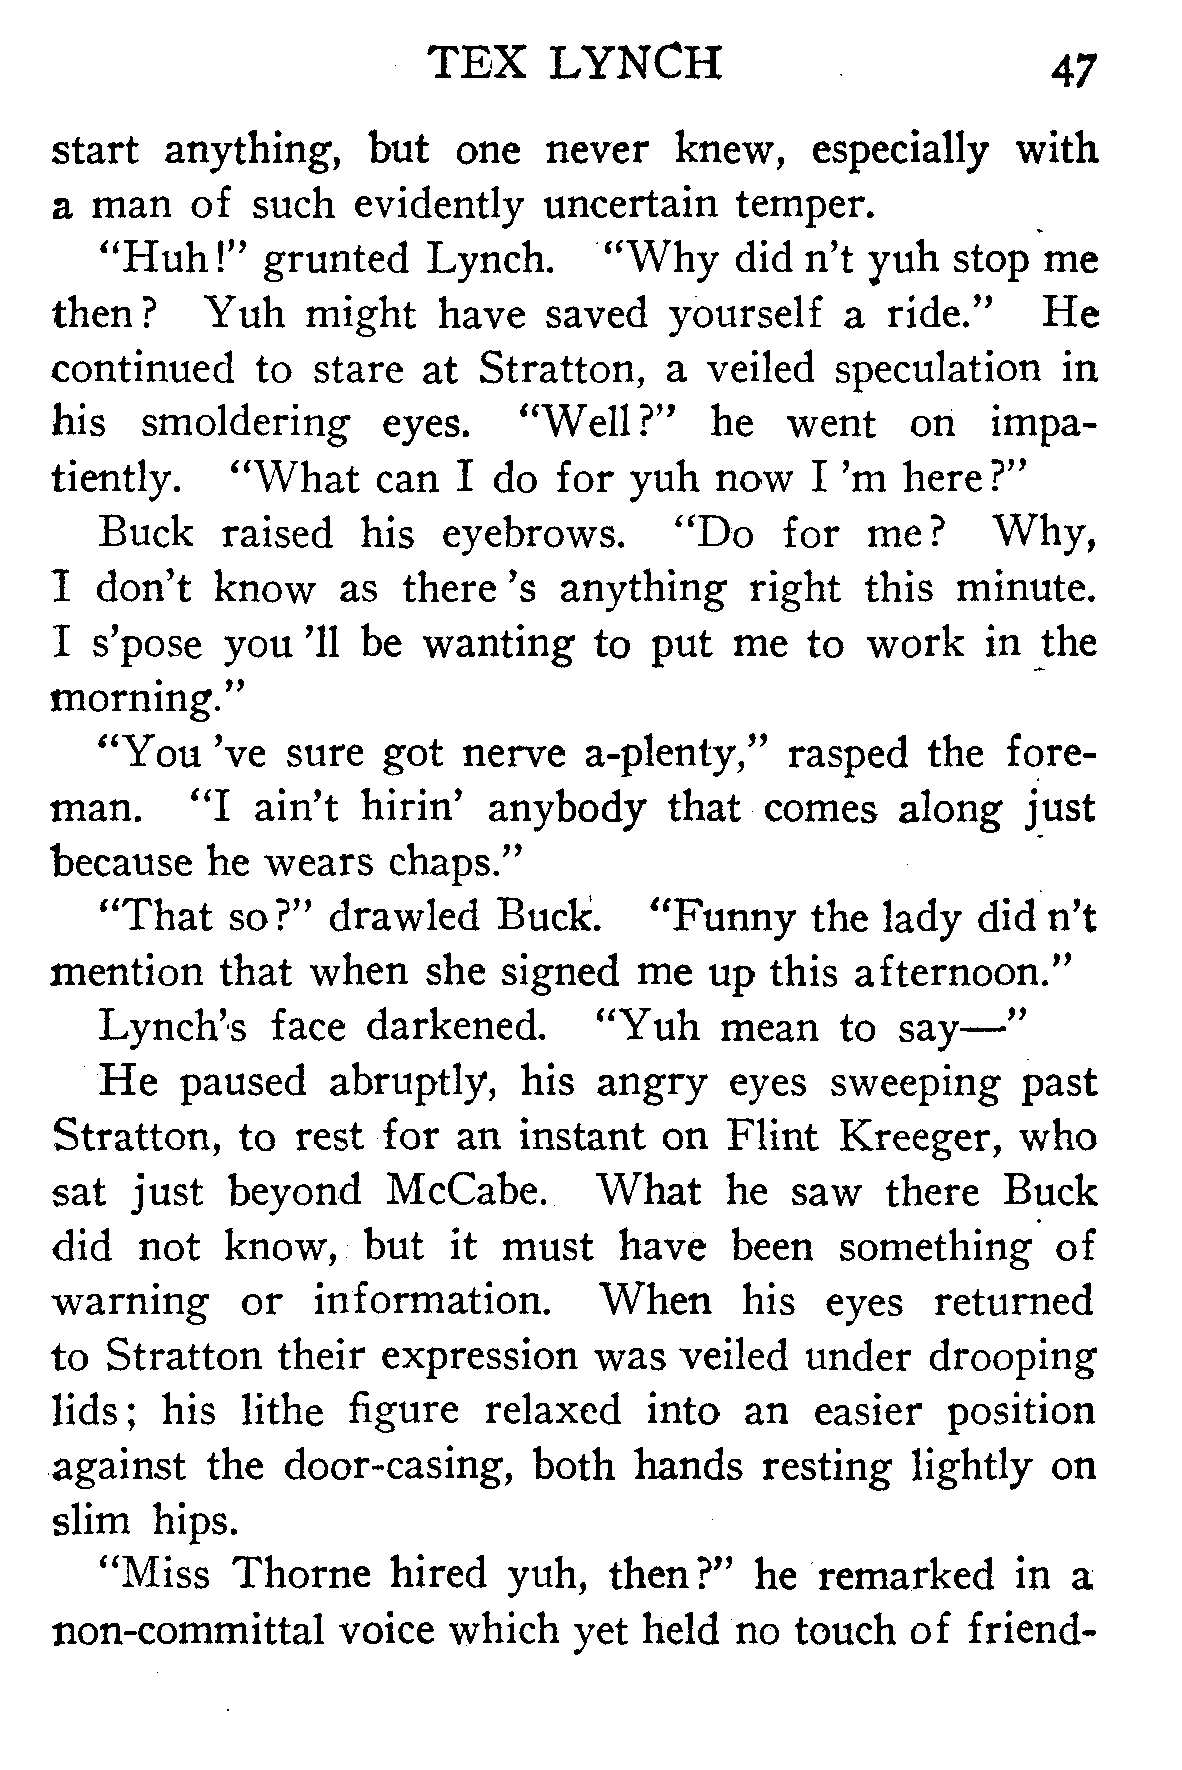 TEX LYNCH 47
start anything, but one never knew, especially with
a man of such evidently uncertain temper.
“Huh!” grunted Lynch. “Why did n’t yuh stop me
then? Yuh might have saved yourself a ride.” He
continued to stare at Stratton, a veiled speculation in
his smoldering eyes. “Well?” he went on impa-
tiently. “What can I do for yuh now I ’m here?”
Buck raised his eyebrows. “Do for me? Why,
I don’t know as there ’s anything right this minute.
I s’pose you ’ll be wanting to put me to work in the
morning.”
“You ’ve sure got nerve a-plenty,” rasped the fore-
man. “I ain’t hirin’ anybody that comes along just
because he wears chaps.”
“That so?” drawled Buck. “Funny the lady did n’t
mention that when she signed me up this afternoon.”
Lynch’s face darkened. “Yuh mean to say—”
He paused abruptly, his angry eyes sweeping past
Stratton, to rest for an instant on Flint Kreeger, who
sat just beyond McCabe. What he saw there Buck
did not know, but it must have been something of
warning or information. When his eyes returned
to Stratton their expression was veiled under drooping
lids; his lithe figure relaxed into an easier position
against the door-casing, both hands resting lightly on
slim hips.
“Miss Thorne hired yuh, then?” he remarked in a
non-committal voice which yet held no touch of friend-